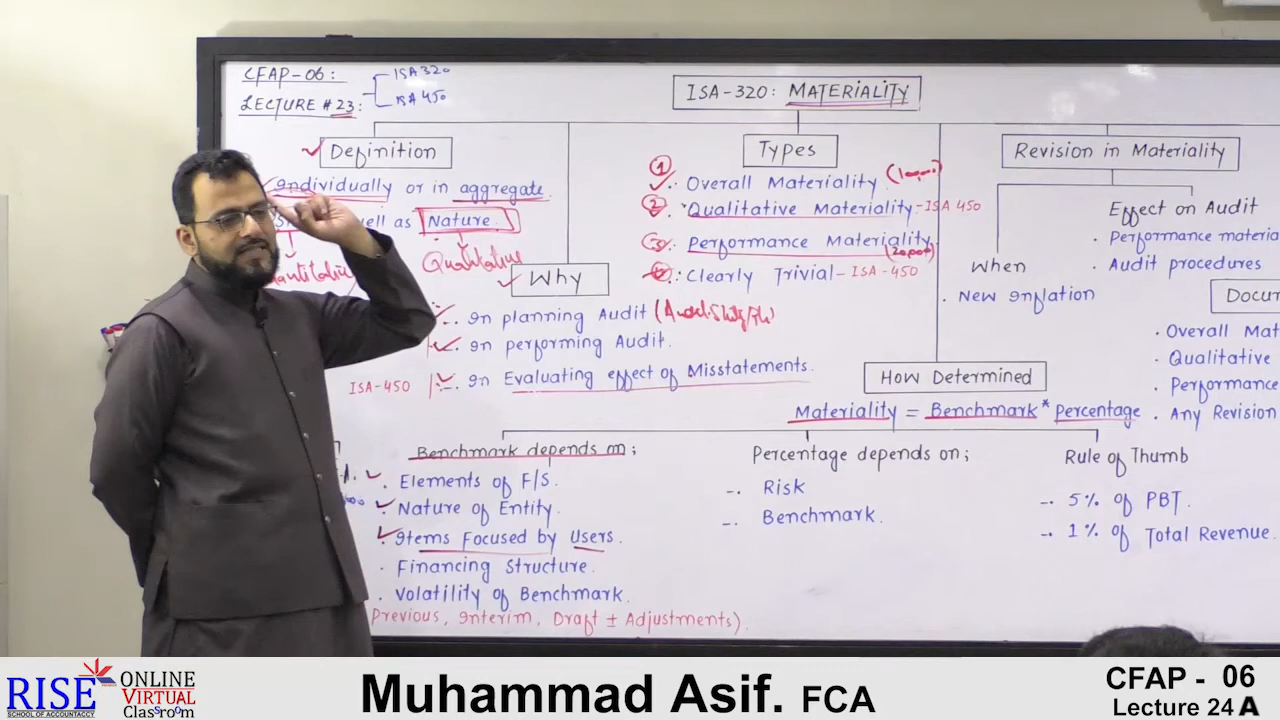 CFAP-06:
LECTURE # 23:
ISA 320
ISA 450
ISA-320: MATERIALITY
Definition
Individually or in aggregate
well as Nature.
Quantitative
Qualitative
Why
In planning Audit
In performing Audit.
ISA-450
In Evaluating effect of Misstatements.
Types
1
Overall Materiality
2
Qualitative Materiality - ISA 450
3
Performance Materiality
Clearly Trivial - ISA-450
Revision in Materiality
When
New Information
Effect on Audit
Performance materia
Audit procedures
Docu
Overall Mat
Qualitative
Performance
Any Revision
How Determined
Materiality = Benchmark * Percentage
Benchmark depends on;
Elements of F/S.
Nature of Entity.
Items Focused by Users.
Financing Structure.
Volatility of Benchmark.
Previous, Interim, Draft ± Adjustments).
Percentage depends on;
Risk
Benchmark.
Rule of Thumb
5% of PBT.
1% of Total Revenue.
RISE
SCHOOL OF ACCOUNTANCY
ONLINE
VIRTUAL
Classroom
Muhammad Asif. FCA
CFAP - 06
Lecture 24 A